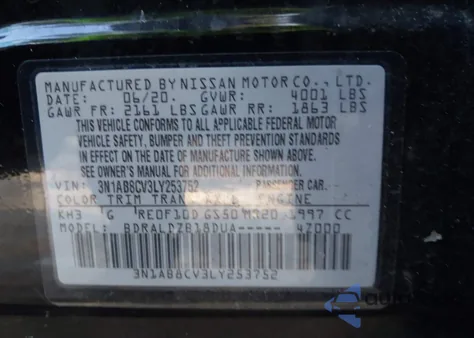 MANUFACTURED BY NISSAN MOTOR CO., LTD.
DATE: 06/20. GVWR: 4001 LBS
GAWR FR: 2161 LBS GAWR RR: 1863 LBS
THIS VEHICLE CONFORMS TO ALL APPLICABLE FEDERAL MOTOR
VEHICLE SAFETY, BUMPER AND THEFT PREVENTION STANDARDS
IN EFFECT ON THE DATE OF MANUFACTURE SHOWN ABOVE.
SEE OWNER'S MANUAL FOR ADDITIONAL INFORMATION.
VIN: 3N1AB8CV3LY253752 PASSENGER CAR.
COLOR TRIM TRANS AXLE ENGINE
KH3 G RE0F10D GS50 MR20 1997 CC
MODEL: BDRALPZB18DUA----- 4Z000
3N1AB8CV3LY253752